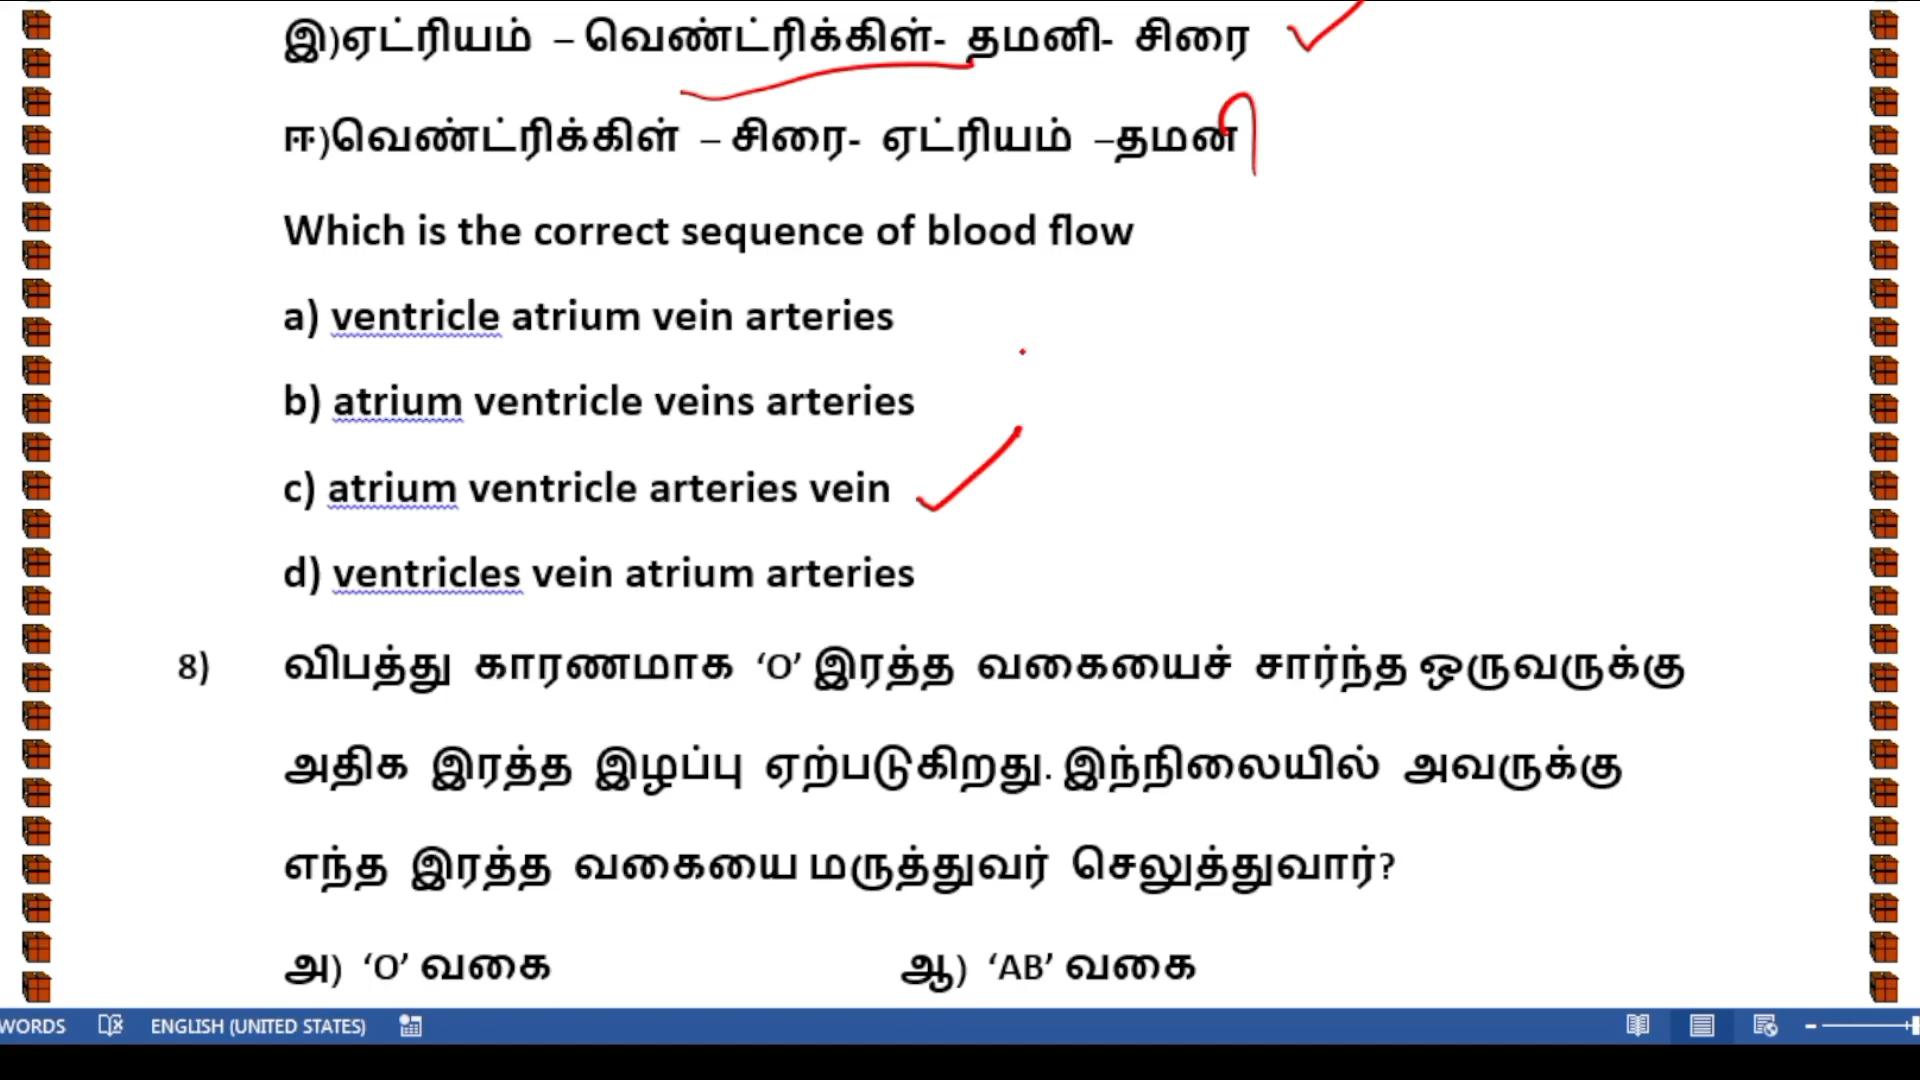 இ)ஏட்ரியம் – வெண்ட்ரிக்கிள்- தமனி- சிரை
ஈ)வெண்ட்ரிக்கிள் – சிரை- ஏட்ரியம் –தமனி
Which is the correct sequence of blood flow
a) ventricle atrium vein arteries
b) atrium ventricle veins arteries
c) atrium ventricle arteries vein
d) ventricles vein atrium arteries
8) விபத்து காரணமாக ‘O’ இரத்த வகையைச் சார்ந்த ஒருவருக்கு
அதிக இரத்த இழப்பு ஏற்படுகிறது. இந்நிலையில் அவருக்கு
எந்த இரத்த வகையை மருத்துவர் செலுத்துவார்?
அ) ‘O’ வகை ஆ) ‘AB’ வகை
WORDS ENGLISH (UNITED STATES)